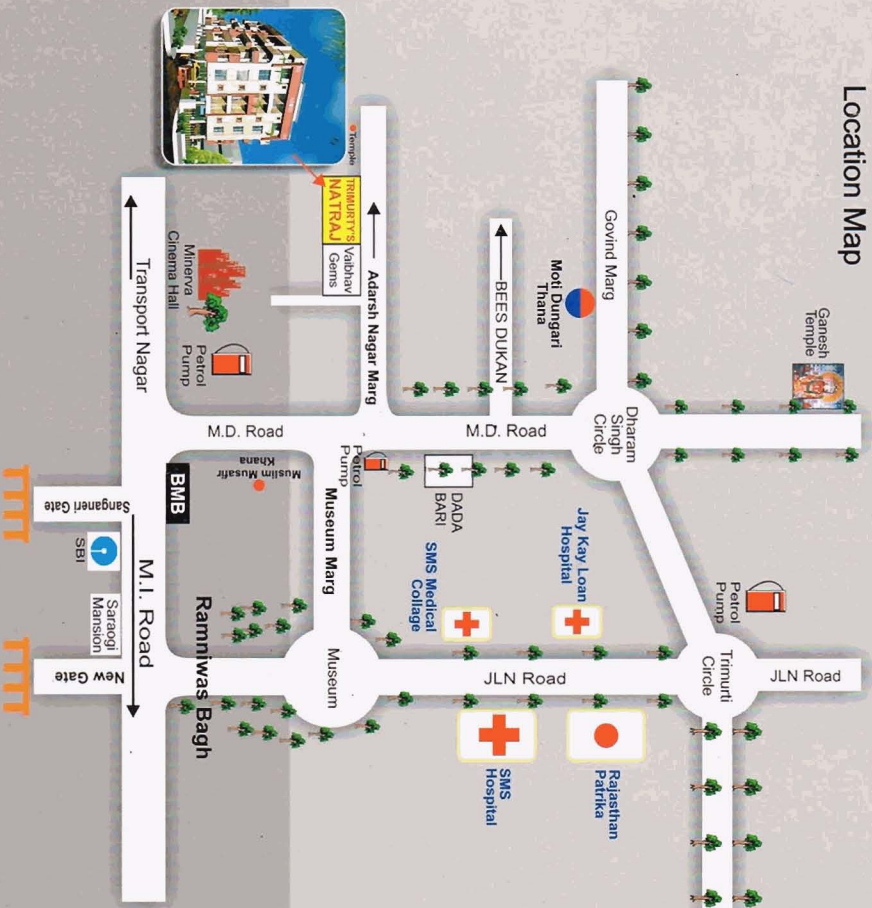 Location Map
Ganesh
Temple
Govind Marg
Moti Dungari
Thana
BEES DUKAN
Adarsh Nagar Marg
Temple
TRIMURTY'S
NATRAJ
Vaibhav
Gems
Minerva
Cinema Hall
Petrol
Pump
Transport Nagar
M.D. Road
M.D. Road
Dharam
Singh
Circle
Petrol
Pump
DADA
BARI
Muslim Musafir
Khana
BMB
Sanganeri Gate
SBI
Saraogi
Mansion
M.I. Road
New Gate
Ramniwas Bagh
Museum Marg
Museum
SMS Medical
Collage
Jay Kay Loan
Hospital
Petrol
Pump
Trimurti
Circle
JLN Road
JLN Road
SMS
Hospital
Rajasthan
Patrika